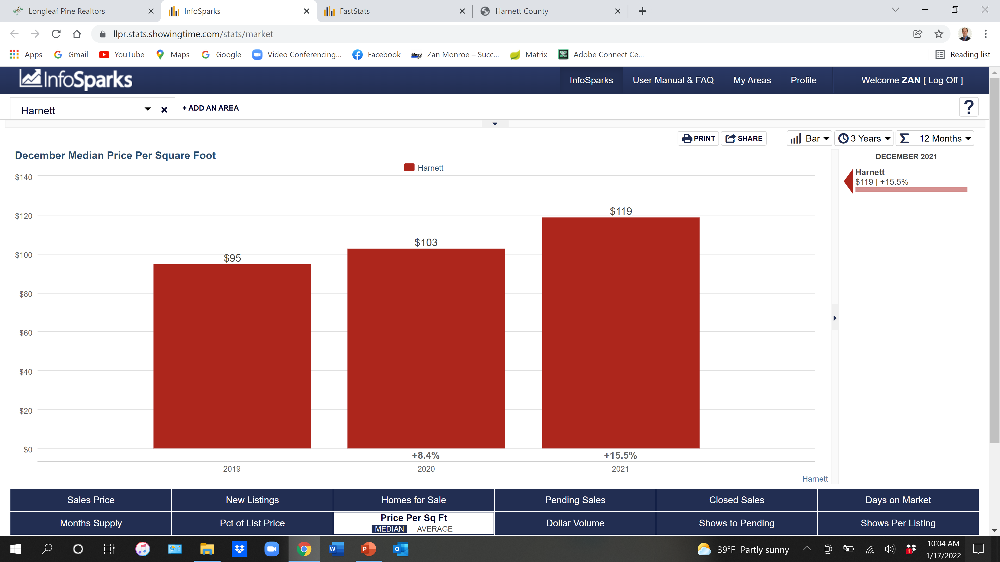 Longleaf Pine Realtors
InfoSparks
FastStats
Harnett County
llpr.stats.showingtime.com/stats/market
Apps
Gmail
YouTube
Maps
Google
Video Conferencing...
Facebook
Monro
Zan Monroe – Succ...
Matrix
Adobe Connect Ce...
Reading list
InfoSparks
InfoSparks
User Manual & FAQ
My Areas
Profile
Welcome ZAN [ Log Off ]
Harnett
+ ADD AN AREA
?
PRINT
SHARE
Bar
3 Years
Σ 12 Months
December Median Price Per Square Foot
Harnett
DECEMBER 2021
Harnett
$119 | +15.5%
$140
$120
$100
$80
$60
$40
$20
$0
$95
$103
$119
+8.4%
+15.5%
2019
2020
2021
Harnett
Sales Price
New Listings
Homes for Sale
Pending Sales
Closed Sales
Days on Market
Months Supply
Pct of List Price
Price Per Sq Ft
MEDIAN AVERAGE
Dollar Volume
Shows to Pending
Shows Per Listing
W
P
O
39°F Partly sunny
1
10:04 AM
1/17/2022